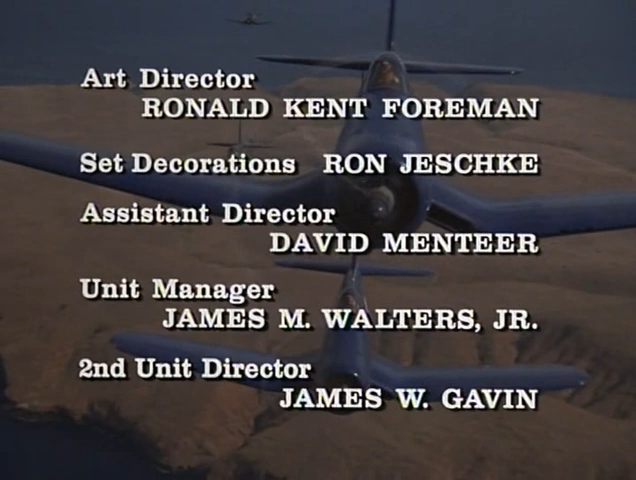 Art Director
RONALD KENT FOREMAN
Set Decorations RON JESCHKE
Assistant Director
DAVID MENTEER
Unit Manager
JAMES M. WALTERS, JR.
2nd Unit Director
JAMES W. GAVIN